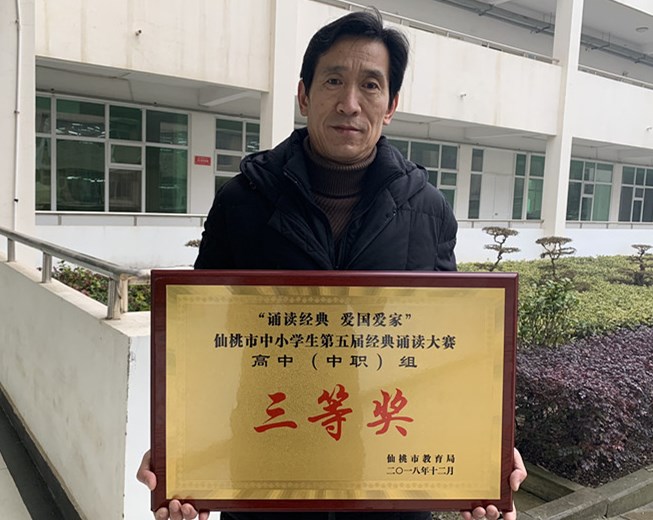 “诵读经典 爱国爱家”
仙桃市中小学生第五届经典诵读大赛
高中（中职）组
三等奖
仙桃市教育局
二〇一八年十二月